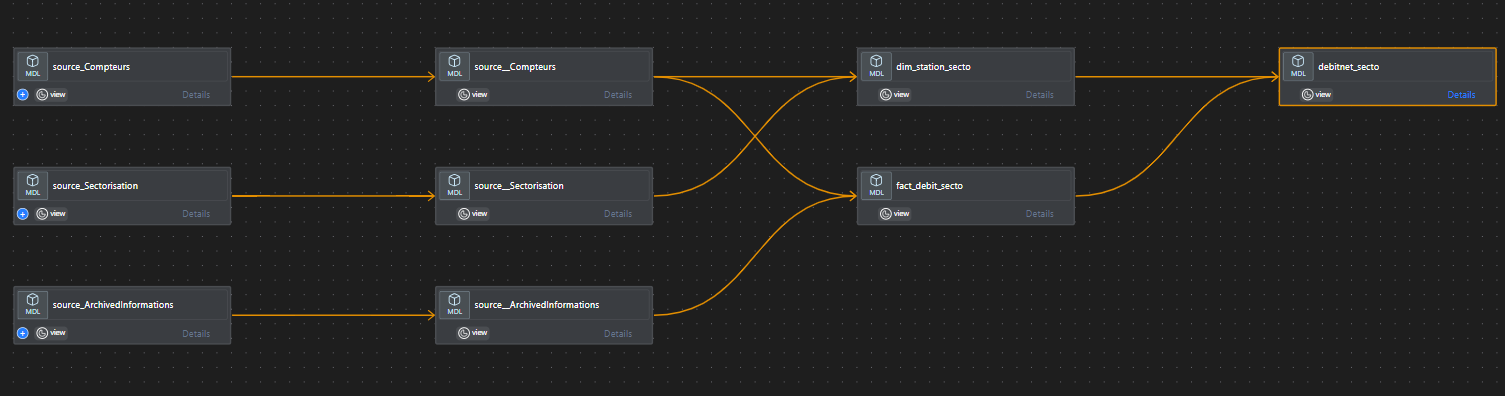 source_Compteurs
MDL
view Details
source__Compteurs
MDL
view Details
dim_station_secto
MDL
view Details
debitnet_secto
MDL
view Details
source_Sectorisation
MDL
view Details
source__Sectorisation
MDL
view Details
fact_debit_secto
MDL
view Details
source_ArchivedInformations
MDL
view Details
source__ArchivedInformations
MDL
view Details